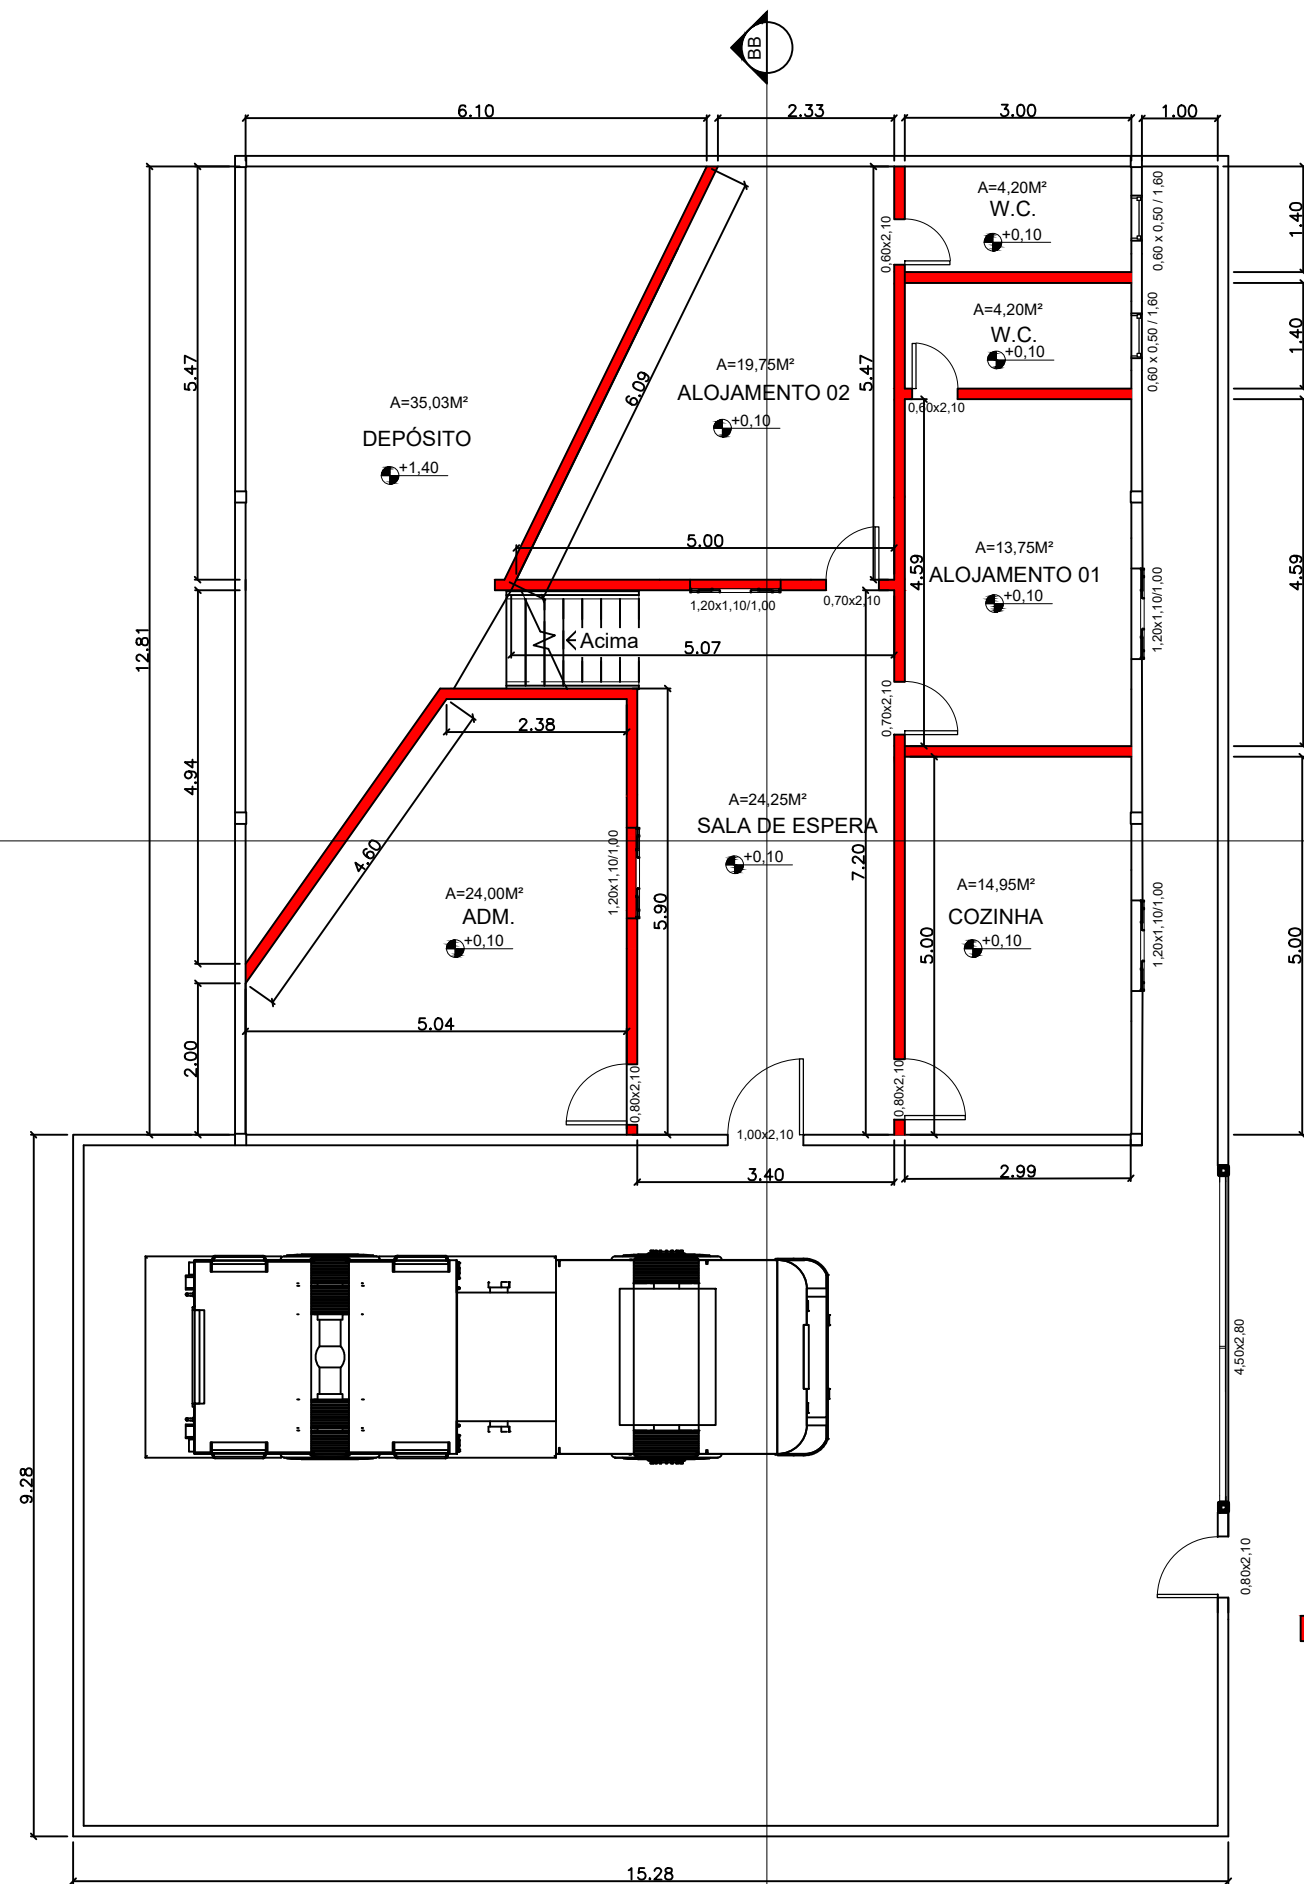 BB
6.10
2.33
3.00
1.00
A=4,20M²
W.C.
+0,10
0,60x2,10
0,60 x 0,50 / 1,60
1.40
A=4,20M²
W.C.
+0,10
0,60x2,10
0,60 x 0,50 / 1,60
1.40
5.47
12.81
A=35,03M²
DEPÓSITO
+1,40
6.09
A=19,75M²
ALOJAMENTO 02
+0,10
5.47
5.00
1,20x1,10/1,00
0,70x2,10
A=13,75M²
ALOJAMENTO 01
+0,10
4.59
1,20x1,10/1,00
4.59
Acima
5.07
0,70x2,10
2.38
4.94
4.60
A=24,00M²
ADM.
+0,10
1,20x1,10/1,00
5.90
A=24,25M²
SALA DE ESPERA
+0,10
7.20
A=14,95M²
COZINHA
+0,10
5.00
1,20x1,10/1,00
5.00
5.04
2.00
0,80x2,10
1,00x2,10
0,80x2,10
3.40
2.99
4,50x2,80
9.28
0,80x2,10
15.28